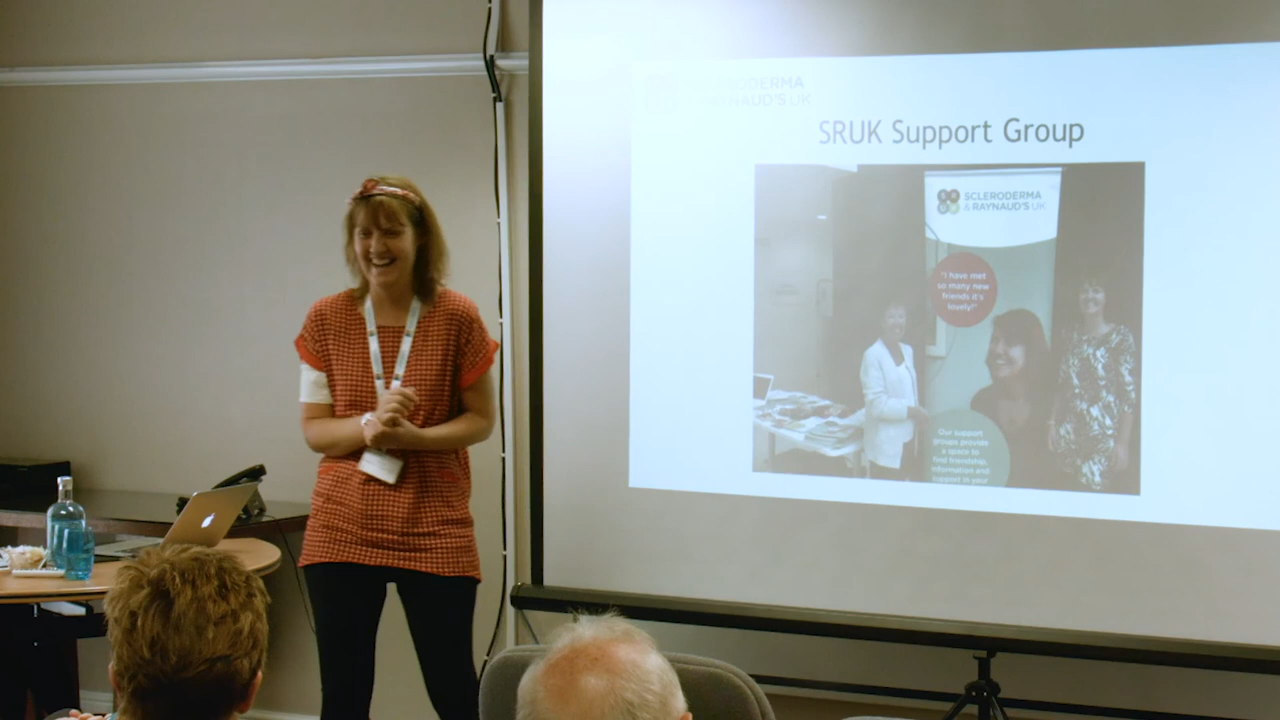 SCLERODERMA
& RAYNAUD'S UK
SRUK Support Group
SCLERODERMA
& RAYNAUD'S UK
"I have met
so many new
friends it's
lovely!"
Our support
groups provide
a space to
find friendship,
information and
support in your